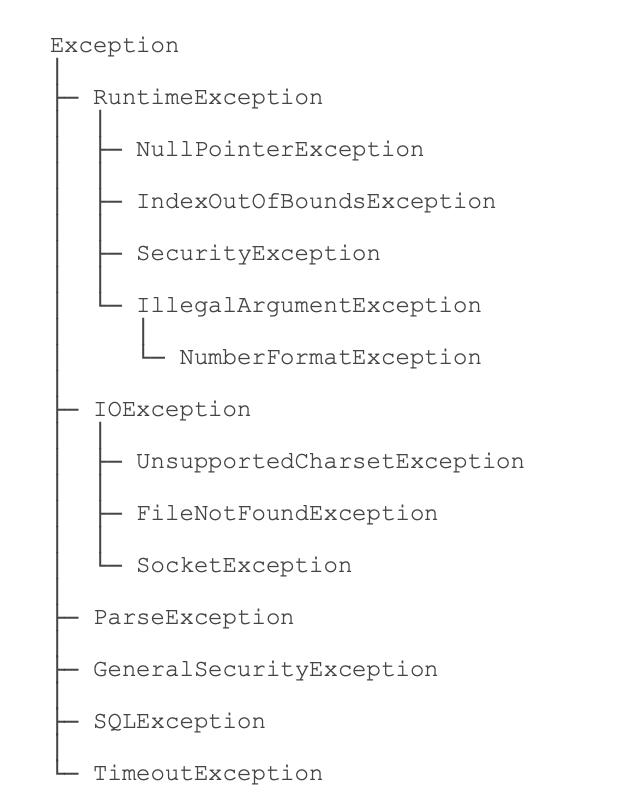 Exception
RuntimeException
NullPointerException
IndexOutOfBoundsException
SecurityException
IllegalArgumentException
NumberFormatException
IOException
UnsupportedCharsetException
FileNotFoundException
SocketException
ParseException
GeneralSecurityException
SQLException
TimeoutException